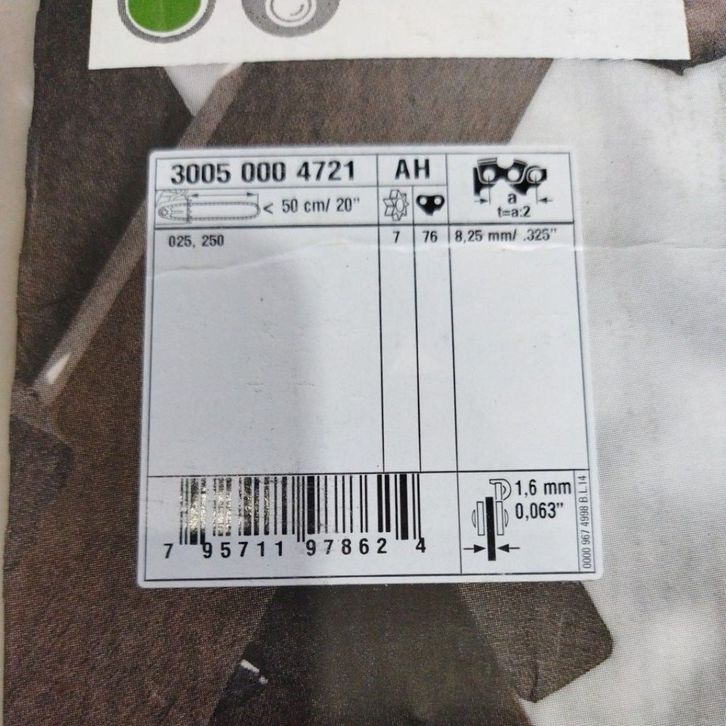 3005 000 4721 AH
a
t=a:2
< 50 cm/ 20"
025, 250 7 76 8,25 mm/ .325"
1,6 mm
0,063"
7 95711 97862 4
0000 967 4998 B.L.14